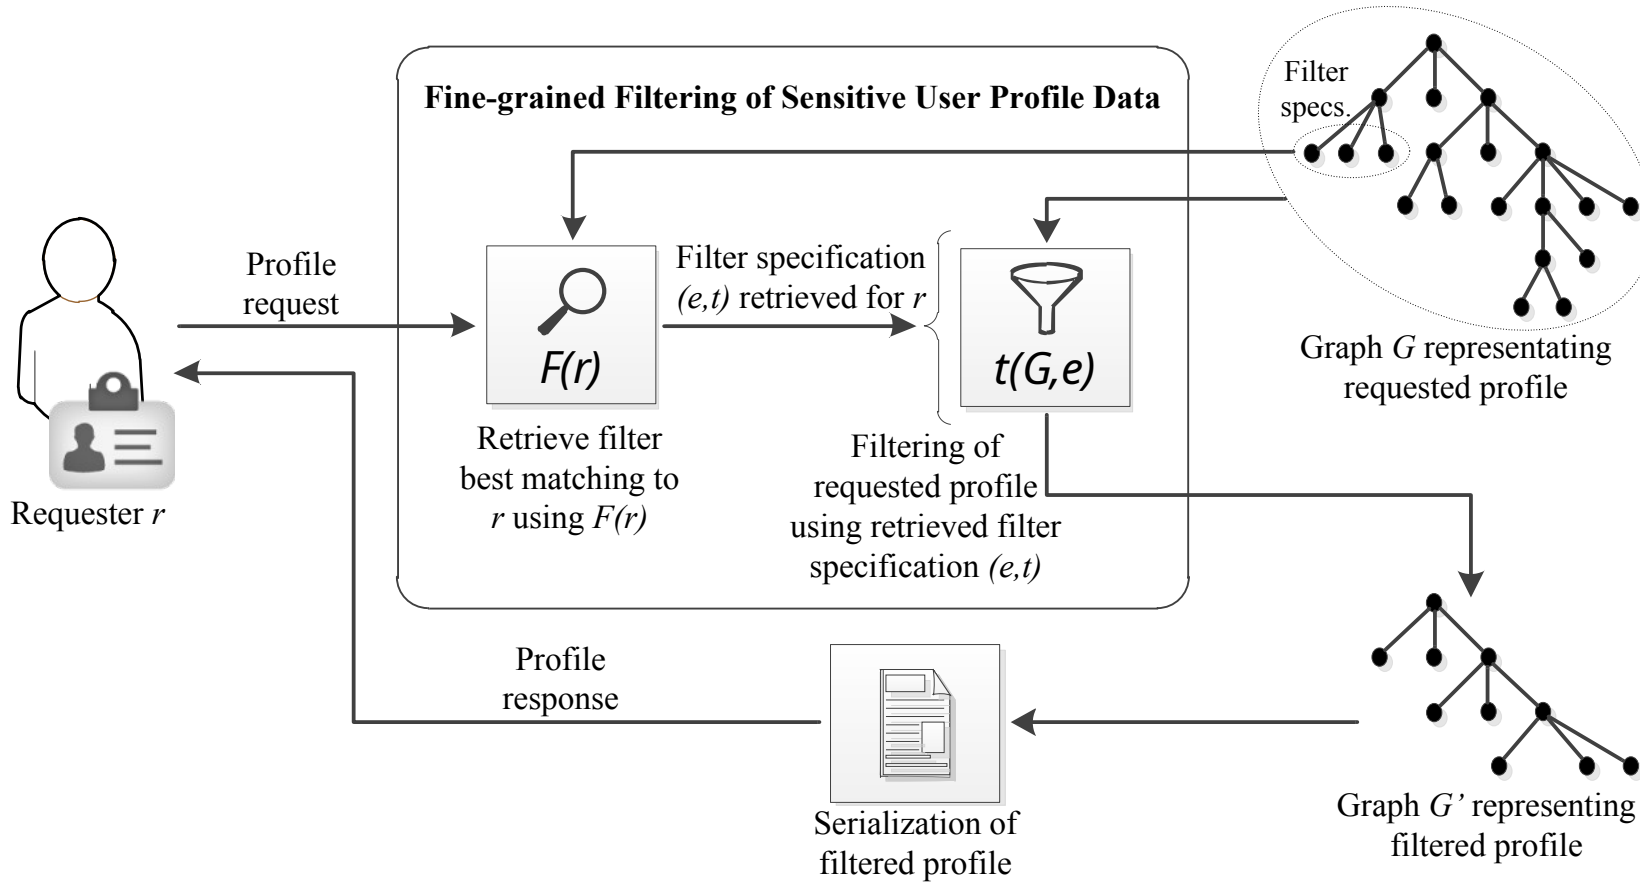 Fine-grained Filtering of Sensitive User Profile Data
Filter
specs.
Profile
request
Filter specification
(e,t) retrieved for r
F(r)
t(G,e)
Graph G representating
requested profile
Retrieve filter
best matching to
r using F(r)
Filtering of
requested profile
using retrieved filter
specification (e,t)
Requester r
Profile
response
Serialization of
filtered profile
Graph G’ representing
filtered profile